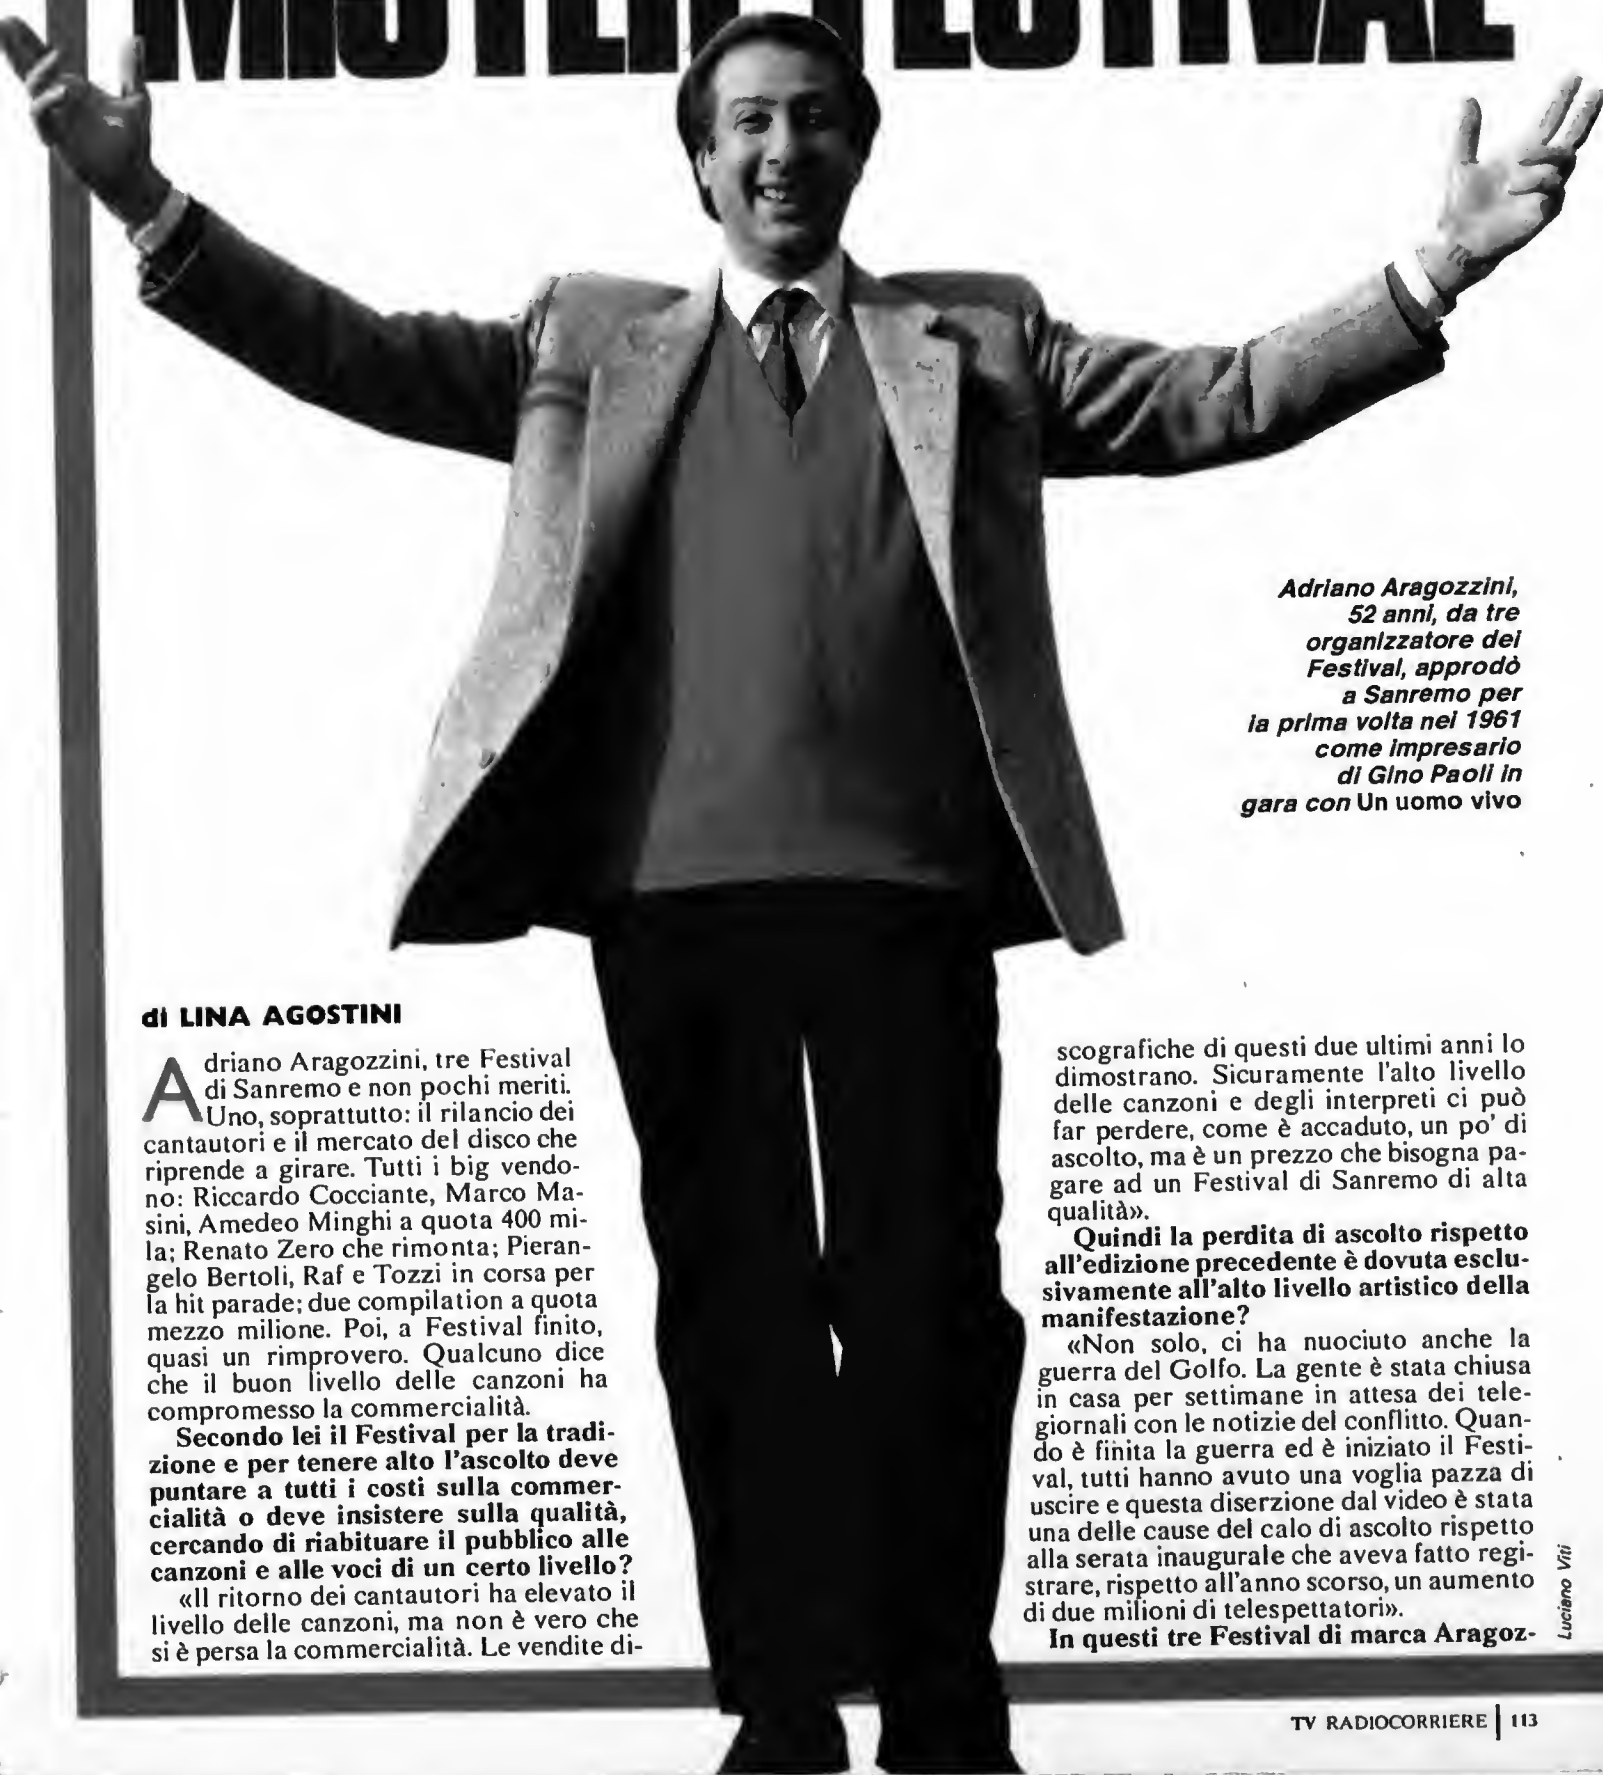 MISTER FESTIVAL
Adriano Aragozzini,
52 anni, da tre
organizzatore del
Festival, approdò
a Sanremo per
la prima volta nel 1961
come impresario
di Gino Paoli in
gara con Un uomo vivo
di LINA AGOSTINI
Adriano Aragozzini, tre Festival
di Sanremo e non pochi meriti.
Uno, soprattutto: il rilancio dei
cantautori e il mercato del disco che
riprende a girare. Tutti i big vendo-
no: Riccardo Cocciante, Marco Ma-
sini, Amedeo Minghi a quota 400 mi-
la; Renato Zero che rimonta; Pieran-
gelo Bertoli, Raf e Tozzi in corsa per
la hit parade; due compilation a quota
mezzo milione. Poi, a Festival finito,
quasi un rimprovero. Qualcuno dice
che il buon livello delle canzoni ha
compromesso la commercialità.
Secondo lei il Festival per la tradi-
zione e per tenere alto l'ascolto deve
puntare a tutti i costi sulla commer-
cialità o deve insistere sulla qualità,
cercando di riabituare il pubblico alle
canzoni e alle voci di un certo livello?
«Il ritorno dei cantautori ha elevato il
livello delle canzoni, ma non è vero che
si è persa la commercialità. Le vendite di-
scografiche di questi due ultimi anni lo
dimostrano. Sicuramente l'alto livello
delle canzoni e degli interpreti ci può
far perdere, come è accaduto, un po' di
ascolto, ma è un prezzo che bisogna pa-
gare ad un Festival di Sanremo di alta
qualità».
Quindi la perdita di ascolto rispetto
all'edizione precedente è dovuta esclu-
sivamente all'alto livello artistico della
manifestazione?
«Non solo, ci ha nuociuto anche la
guerra del Golfo. La gente è stata chiusa
in casa per settimane in attesa dei tele-
giornali con le notizie del conflitto. Quan-
do è finita la guerra ed è iniziato il Festi-
val, tutti hanno avuto una voglia pazza di
uscire e questa diserzione dal video è stata
una delle cause del calo di ascolto rispetto
alla serata inaugurale che aveva fatto regi-
strare, rispetto all'anno scorso, un aumento
di due milioni di telespettatori».
In questi tre Festival di marca Aragoz-
Luciano Viti
TV RADIOCORRIERE | 113